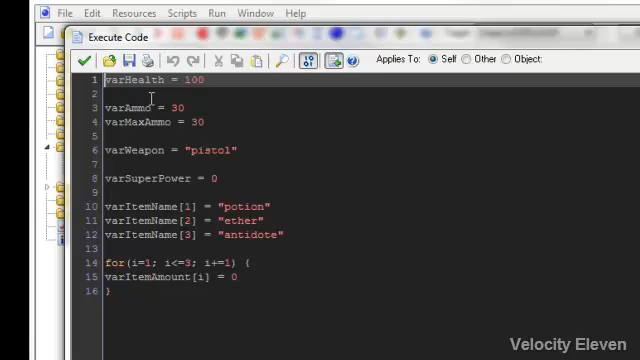 File Edit Resources Scripts Run Window Help
Execute Code
Applies To: Self Other Object:
1 varHealth = 100
2
3 varAmmo = 30
4 varMaxAmmo = 30
5
6 varWeapon = "pistol"
7
8 varSuperPower = 0
9
10 varItemName[1] = "potion"
11 varItemName[2] = "ether"
12 varItemName[3] = "antidote"
13
14 for(i=1; i<=3; i+=1) {
15 varItemAmount[i] = 0
16 }
Velocity Eleven